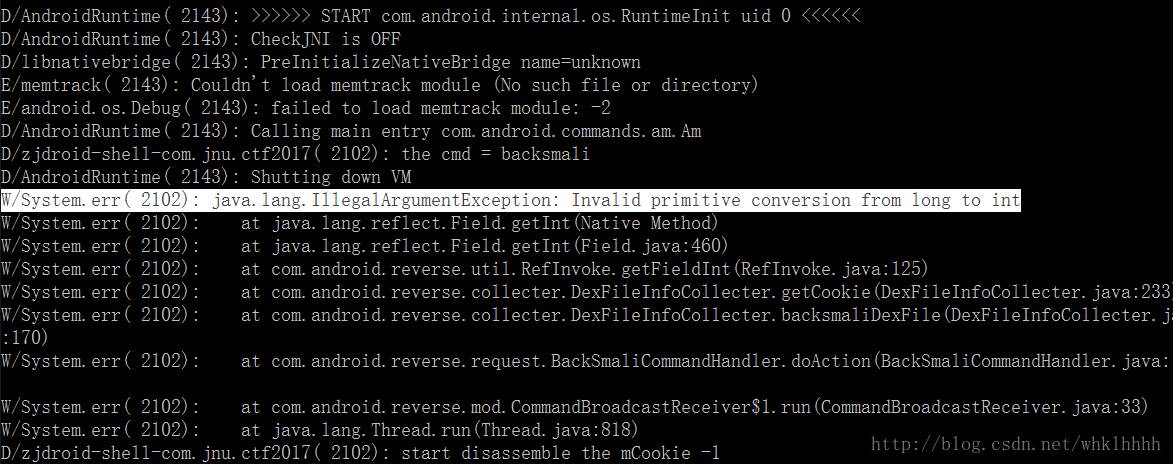 D/AndroidRuntime( 2143): >>>>>> START com.android.internal.os.RuntimeInit uid 0 <<<<<<
D/AndroidRuntime( 2143): CheckJNI is OFF
D/libnativebridge( 2143): PreInitializeNativeBridge name=unknown
E/memtrack( 2143): Couldn't load memtrack module (No such file or directory)
E/android.os.Debug( 2143): failed to load memtrack module: -2
D/AndroidRuntime( 2143): Calling main entry com.android.commands.am.Am
D/zjdroid-shell-com.jnu.ctf2017( 2102): the cmd = backsmali
D/AndroidRuntime( 2143): Shutting down VM
W/System.err( 2102): java.lang.IllegalArgumentException: Invalid primitive conversion from long to int
W/System.err( 2102):    at java.lang.reflect.Field.getInt(Native Method)
W/System.err( 2102):    at java.lang.reflect.Field.getInt(Field.java:460)
W/System.err( 2102):    at com.android.reverse.util.RefInvoke.getFieldInt(RefInvoke.java:125)
W/System.err( 2102):    at com.android.reverse.collecter.DexFileInfoCollecter.getCookie(DexFileInfoCollecter.java:233
W/System.err( 2102):    at com.android.reverse.collecter.DexFileInfoCollecter.backsmaliDexFile(DexFileInfoCollecter.ja
:170)
W/System.err( 2102):    at com.android.reverse.request.BackSmaliCommandHandler.doAction(BackSmaliCommandHandler.java:
W/System.err( 2102):    at com.android.reverse.mod.CommandBroadcastReceiver$1.run(CommandBroadcastReceiver.java:33)
W/System.err( 2102):    at java.lang.Thread.run(Thread.java:818)
D/zjdroid-shell-com.jnu.ctf2017( 2102): start disassemble the mCookie -1
http://blog.csdn.net/whklhhhh